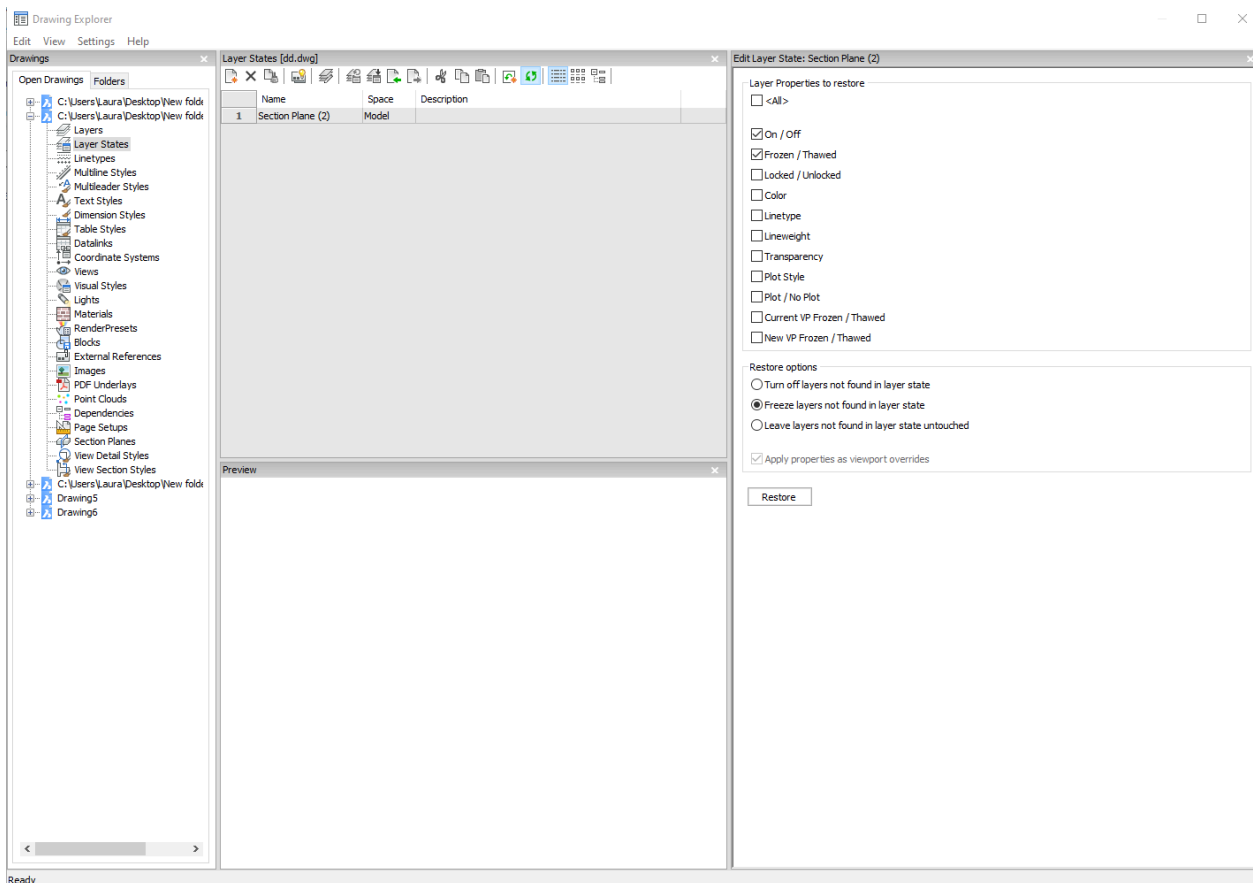 Drawing Explorer
Edit View Settings Help
Drawings
Open Drawings Folders
C:\Users\Laura\Desktop\New folde
C:\Users\Laura\Desktop\New folde
Layers
Layer States
Linetypes
Multiline Styles
Multileader Styles
Text Styles
Dimension Styles
Table Styles
Datalinks
Coordinate Systems
Views
Visual Styles
Lights
Materials
RenderPresets
Blocks
External References
Images
PDF Underlays
Point Clouds
Dependencies
Page Setups
Section Planes
View Detail Styles
View Section Styles
C:\Users\Laura\Desktop\New folde
Drawing5
Drawing6
Layer States [dd.dwg]
Name Space Description
1 Section Plane (2) Model
Preview
Edit Layer State: Section Plane (2)
Layer Properties to restore
<All>
On / Off
Frozen / Thawed
Locked / Unlocked
Color
Linetype
Lineweight
Transparency
Plot Style
Plot / No Plot
Current VP Frozen / Thawed
New VP Frozen / Thawed
Restore options
Turn off layers not found in layer state
Freeze layers not found in layer state
Leave layers not found in layer state untouched
Apply properties as viewport overrides
Restore
Ready